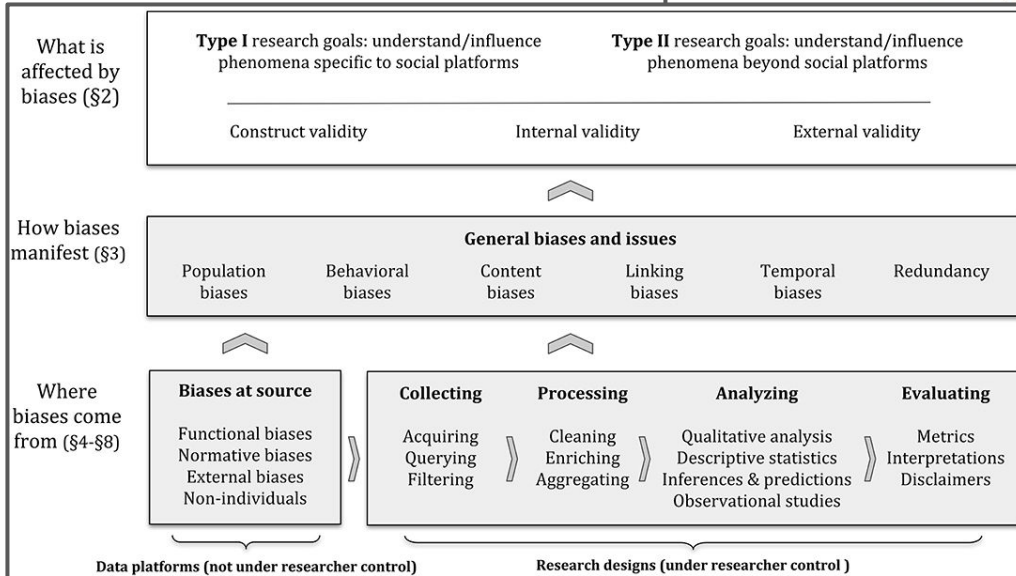 What is
affected by
biases (§2)
Type I research goals: understand/influence
phenomena specific to social platforms
Type II research goals: understand/influence
phenomena beyond social platforms
Construct validity
Internal validity
External validity
How biases
manifest (§3)
General biases and issues
Population
biases
Behavioral
biases
Content
biases
Linking
biases
Temporal
biases
Redundancy
Where
biases come
from (§4-§8)
Biases at source
Functional biases
Normative biases
External biases
Non-individuals
Collecting
Acquiring
Querying
Filtering
Processing
Cleaning
Enriching
Aggregating
Analyzing
Qualitative analysis
Descriptive statistics
Inferences & predictions
Observational studies
Evaluating
Metrics
Interpretations
Disclaimers
Data platforms (not under researcher control)
Research designs (under researcher control )